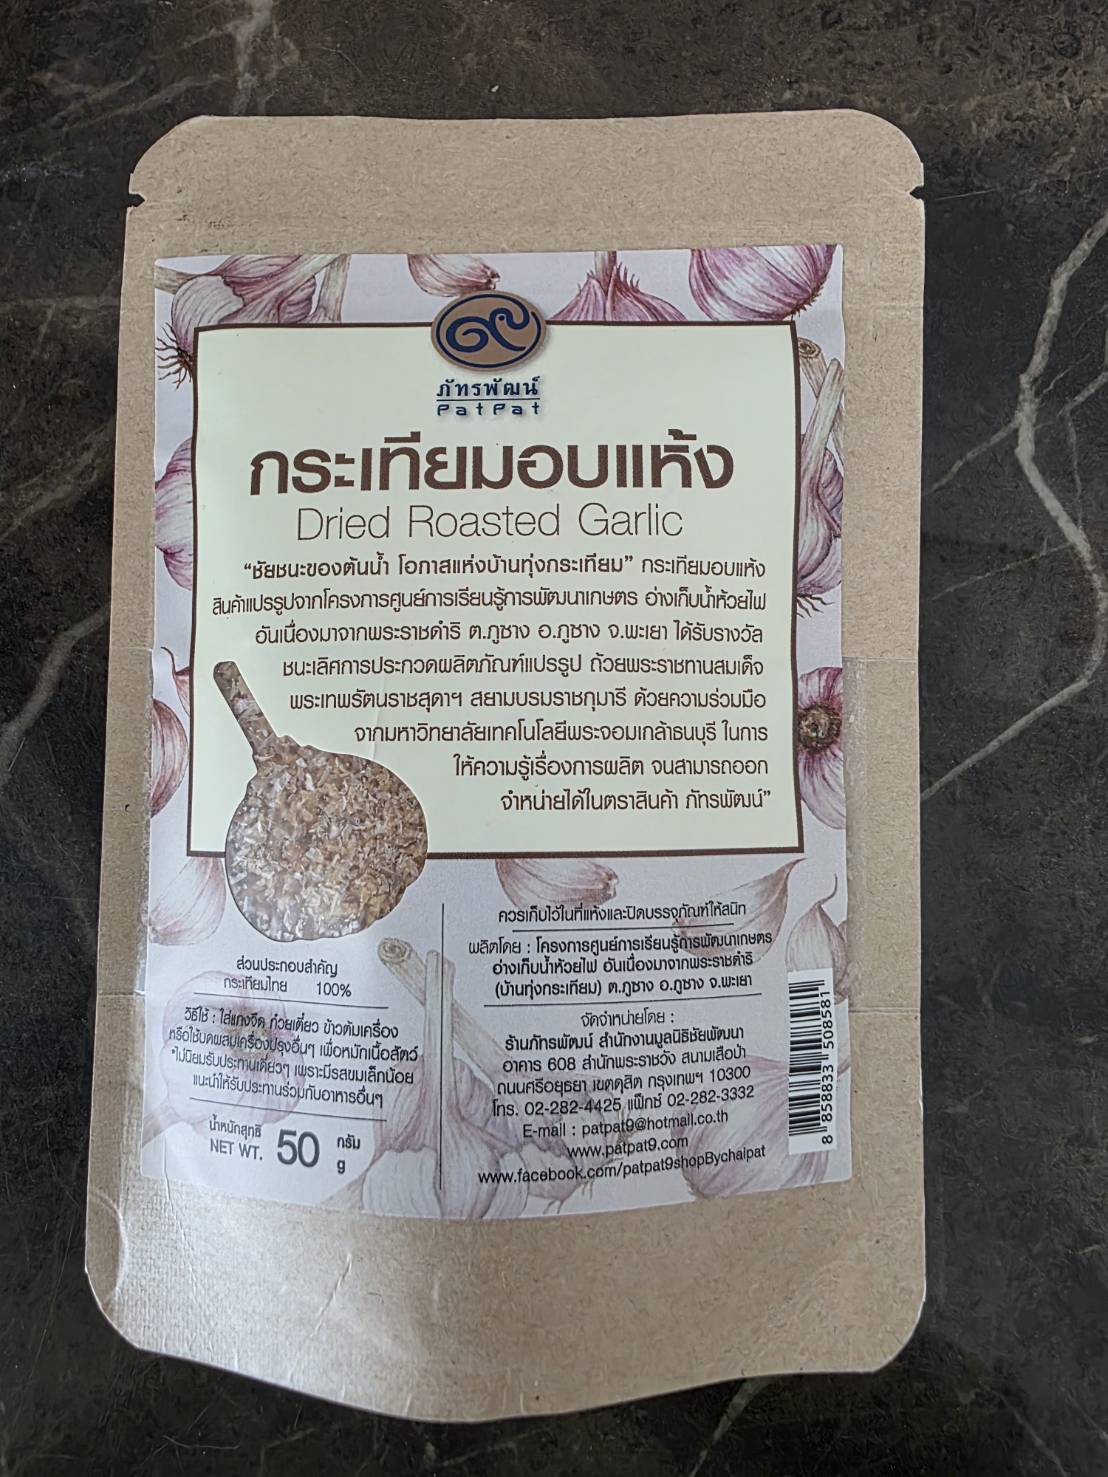 ภัทรพัฒน์
PatPat
กระเทียมอบแห้ง
Dried Roasted Garlic
“ชัยชนะของต้นน้ำ โอกาสแห่งบ้านทุ่งกระเทียม” กระเทียมอบแห้ง
สินค้าแปรรูปจากโครงการศูนย์การเรียนรู้การพัฒนาเกษตร อ่างเก็บน้ำห้วยไฟ
อันเนื่องมาจากพระราชดำริ ต.ภูซาง อ.ภูซาง จ.พะเยา ได้รับรางวัล
ชนะเลิศการประกวดผลิตภัณฑ์แปรรูป ถ้วยพระราชทานสมเด็จ
พระเทพรัตนราชสุดาฯ สยามบรมราชกุมารี ด้วยความร่วมมือ
จากมหาวิทยาลัยเทคโนโลยีพระจอมเกล้าธนบุรี ในการ
ให้ความรู้เรื่องการผลิต จนสามารถออก
จำหน่ายได้ในตราสินค้า ภัทรพัฒน์”
ส่วนประกอบสำคัญ
กระเทียมไทย 100%
วิธีใช้ : ใส่แกงจืด ก๋วยเตี๋ยว ข้าวต้มเครื่อง
หรือใช้บดผสมเครื่องปรุงอื่นๆ เพื่อหมักเนื้อสัตว์
*ไม่นิยมรับประทานเดี่ยวๆ เพราะมีรสขมเล็กน้อย
แนะนำให้รับประทานร่วมกับอาหารอื่นๆ
น้ำหนักสุทธิ
NET WT. 50 กรัม
g
ควรเก็บไว้ในที่แห้งและปิดบรรจุภัณฑ์ให้สนิท
ผลิตโดย : โครงการศูนย์การเรียนรู้การพัฒนาเกษตร
อ่างเก็บน้ำห้วยไฟ อันเนื่องมาจากพระราชดำริ
(บ้านทุ่งกระเทียม) ต.ภูซาง อ.ภูซาง จ.พะเยา
จัดจำหน่ายโดย :
ร้านภัทรพัฒน์ สำนักงานมูลนิธิชัยพัฒนา
อาคาร 608 สำนักพระราชวัง สนามเสือป่า
ถนนศรีอยุธยา เขตดุสิต กรุงเทพฯ 10300
โทร. 02-282-4425 แฟ็กซ์ 02-282-3332
E-mail : patpat9@hotmail.co.th
www.patpat9.com
www.facebook.com/patpat9shopBychaipat
8 858833 508581